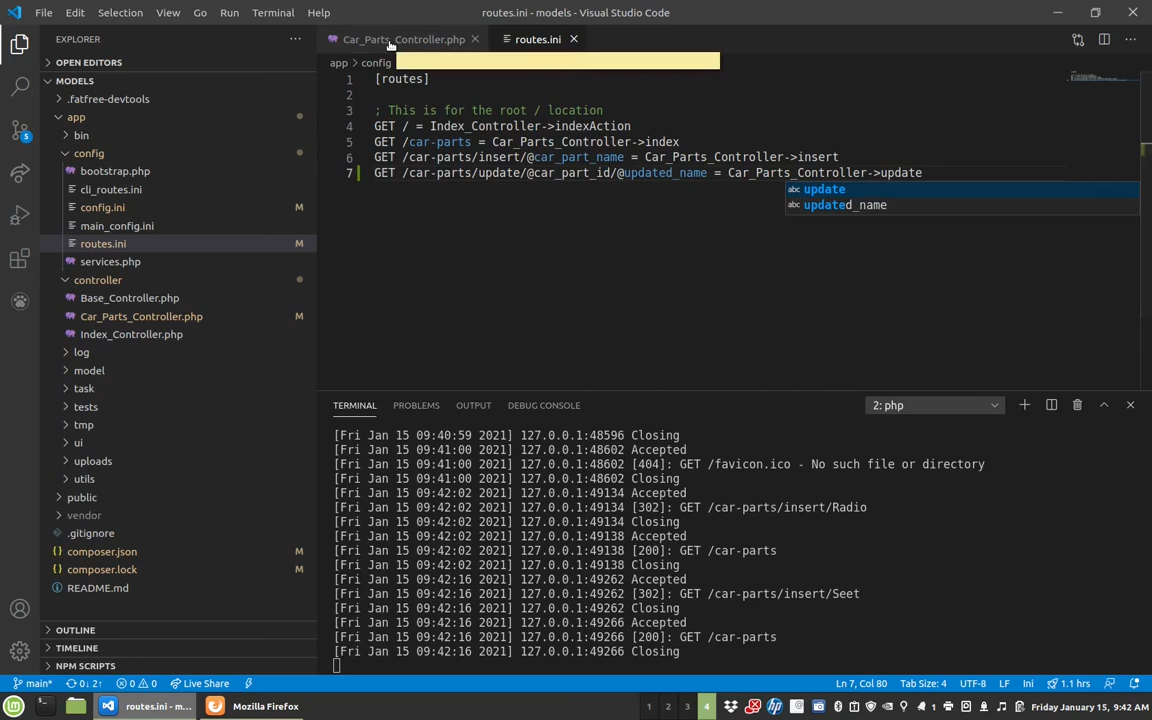 File Edit Selection View Go Run Terminal Help
routes.ini - models - Visual Studio Code
EXPLORER
OPEN EDITORS
MODELS
.fatfree-devtools
app
bin
config
bootstrap.php
cli_routes.ini
config.ini M
main_config.ini
routes.ini M
services.php
controller
Base_Controller.php
Car_Parts_Controller.php M
Index_Controller.php
log
model
task
tests
tmp
ui
uploads
utils
public
vendor
.gitignore
composer.json M
composer.lock M
README.md
OUTLINE
TIMELINE
NPM SCRIPTS
5
Car_Parts_Controller.php routes.ini
app > config
1 [routes]
2
3 ; This is for the root / location
4 GET / = Index_Controller->indexAction
5 GET /car-parts = Car_Parts_Controller->index
6 GET /car-parts/insert/@car_part_name = Car_Parts_Controller->insert
7 GET /car-parts/update/@car_part_id/@updated_name = Car_Parts_Controller->update
abc update
abc updated_name
TERMINAL PROBLEMS OUTPUT DEBUG CONSOLE 2: php
[Fri Jan 15 09:40:59 2021] 127.0.0.1:48596 Closing
[Fri Jan 15 09:41:00 2021] 127.0.0.1:48602 Accepted
[Fri Jan 15 09:41:00 2021] 127.0.0.1:48602 [404]: GET /favicon.ico - No such file or directory
[Fri Jan 15 09:41:00 2021] 127.0.0.1:48602 Closing
[Fri Jan 15 09:42:02 2021] 127.0.0.1:49134 Accepted
[Fri Jan 15 09:42:02 2021] 127.0.0.1:49134 [302]: GET /car-parts/insert/Radio
[Fri Jan 15 09:42:02 2021] 127.0.0.1:49134 Closing
[Fri Jan 15 09:42:02 2021] 127.0.0.1:49138 Accepted
[Fri Jan 15 09:42:02 2021] 127.0.0.1:49138 [200]: GET /car-parts
[Fri Jan 15 09:42:02 2021] 127.0.0.1:49138 Closing
[Fri Jan 15 09:42:16 2021] 127.0.0.1:49262 Accepted
[Fri Jan 15 09:42:16 2021] 127.0.0.1:49262 [302]: GET /car-parts/insert/Seet
[Fri Jan 15 09:42:16 2021] 127.0.0.1:49262 Closing
[Fri Jan 15 09:42:16 2021] 127.0.0.1:49266 Accepted
[Fri Jan 15 09:42:16 2021] 127.0.0.1:49266 [200]: GET /car-parts
[Fri Jan 15 09:42:16 2021] 127.0.0.1:49266 Closing
main* 0↓ 2↑ 0 0 Live Share Ln 7, Col 80 Tab Size: 4 UTF-8 LF Ini 1.1 hrs
routes.ini - m... Mozilla Firefox 1 2 3 4 Friday January 15, 9:42 AM